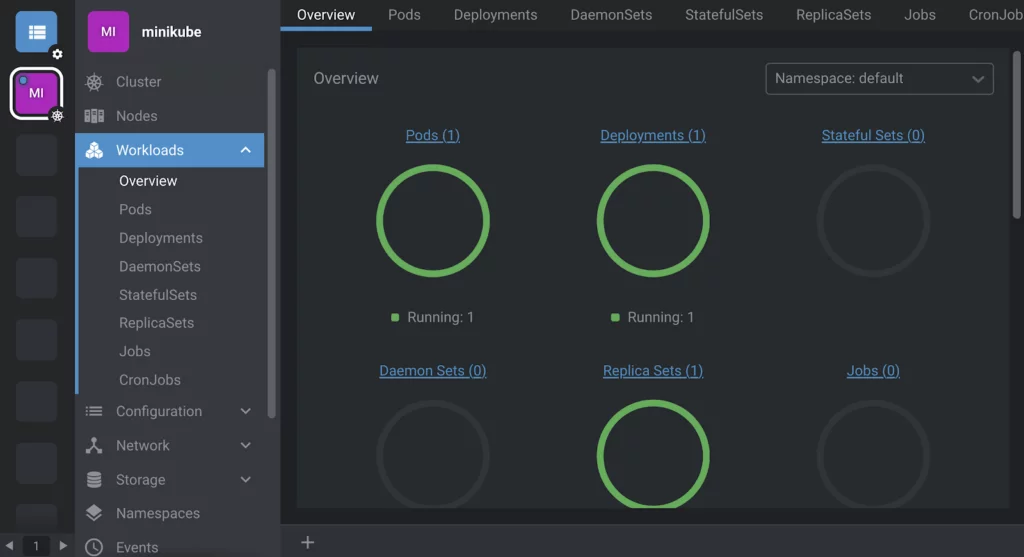 MI
minikube
MI
Cluster
Nodes
Workloads
Overview
Pods
Deployments
DaemonSets
StatefulSets
ReplicaSets
Jobs
CronJobs
Configuration
Network
Storage
Namespaces
Events
1
Overview Pods Deployments DaemonSets StatefulSets ReplicaSets Jobs CronJob
Overview
Namespace: default
Pods (1) Deployments (1) Stateful Sets (0)
Running: 1 Running: 1
Daemon Sets (0) Replica Sets (1) Jobs (0)